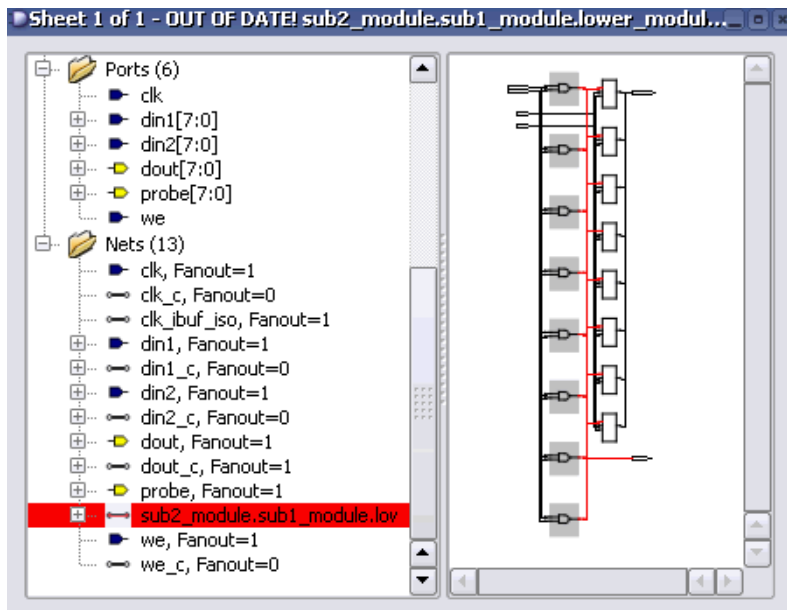 Sheet 1 of 1 - OUT OF DATE! sub2_module.sub1_module.lower_modul...
Ports (6)
clk
din1[7:0]
din2[7:0]
dout[7:0]
probe[7:0]
we
Nets (13)
clk, Fanout=1
clk_c, Fanout=0
clk_ibuf_iso, Fanout=1
din1, Fanout=1
din1_c, Fanout=0
din2, Fanout=1
din2_c, Fanout=0
dout, Fanout=1
dout_c, Fanout=1
probe, Fanout=1
sub2_module.sub1_module.lov
we, Fanout=1
we_c, Fanout=0